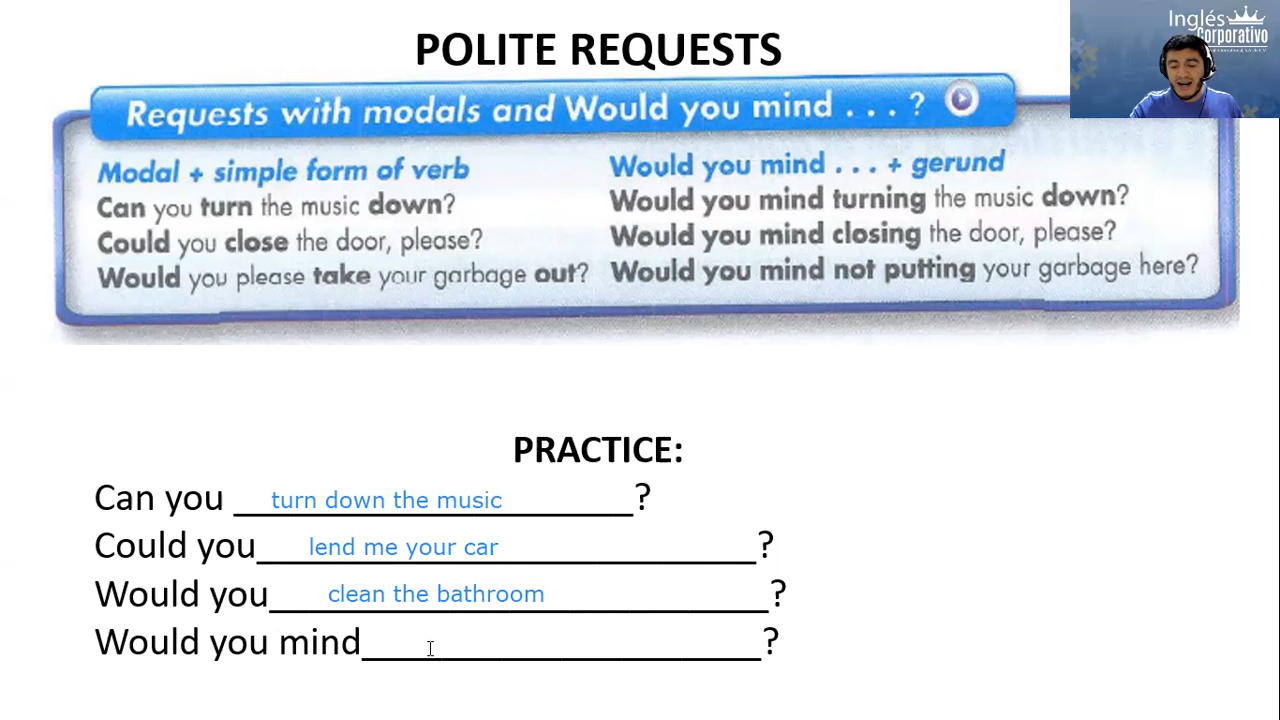 POLITE REQUESTS
Inglés
Corporativo
Requests with modals and Would you mind . . . ?
Modal + simple form of verb
Can you turn the music down?
Could you close the door, please?
Would you please take your garbage out?
Would you mind . . . + gerund
Would you mind turning the music down?
Would you mind closing the door, please?
Would you mind not putting your garbage here?
PRACTICE:
Can you turn down the music?
Could you lend me your car?
Would you clean the bathroom?
Would you mind____________________?